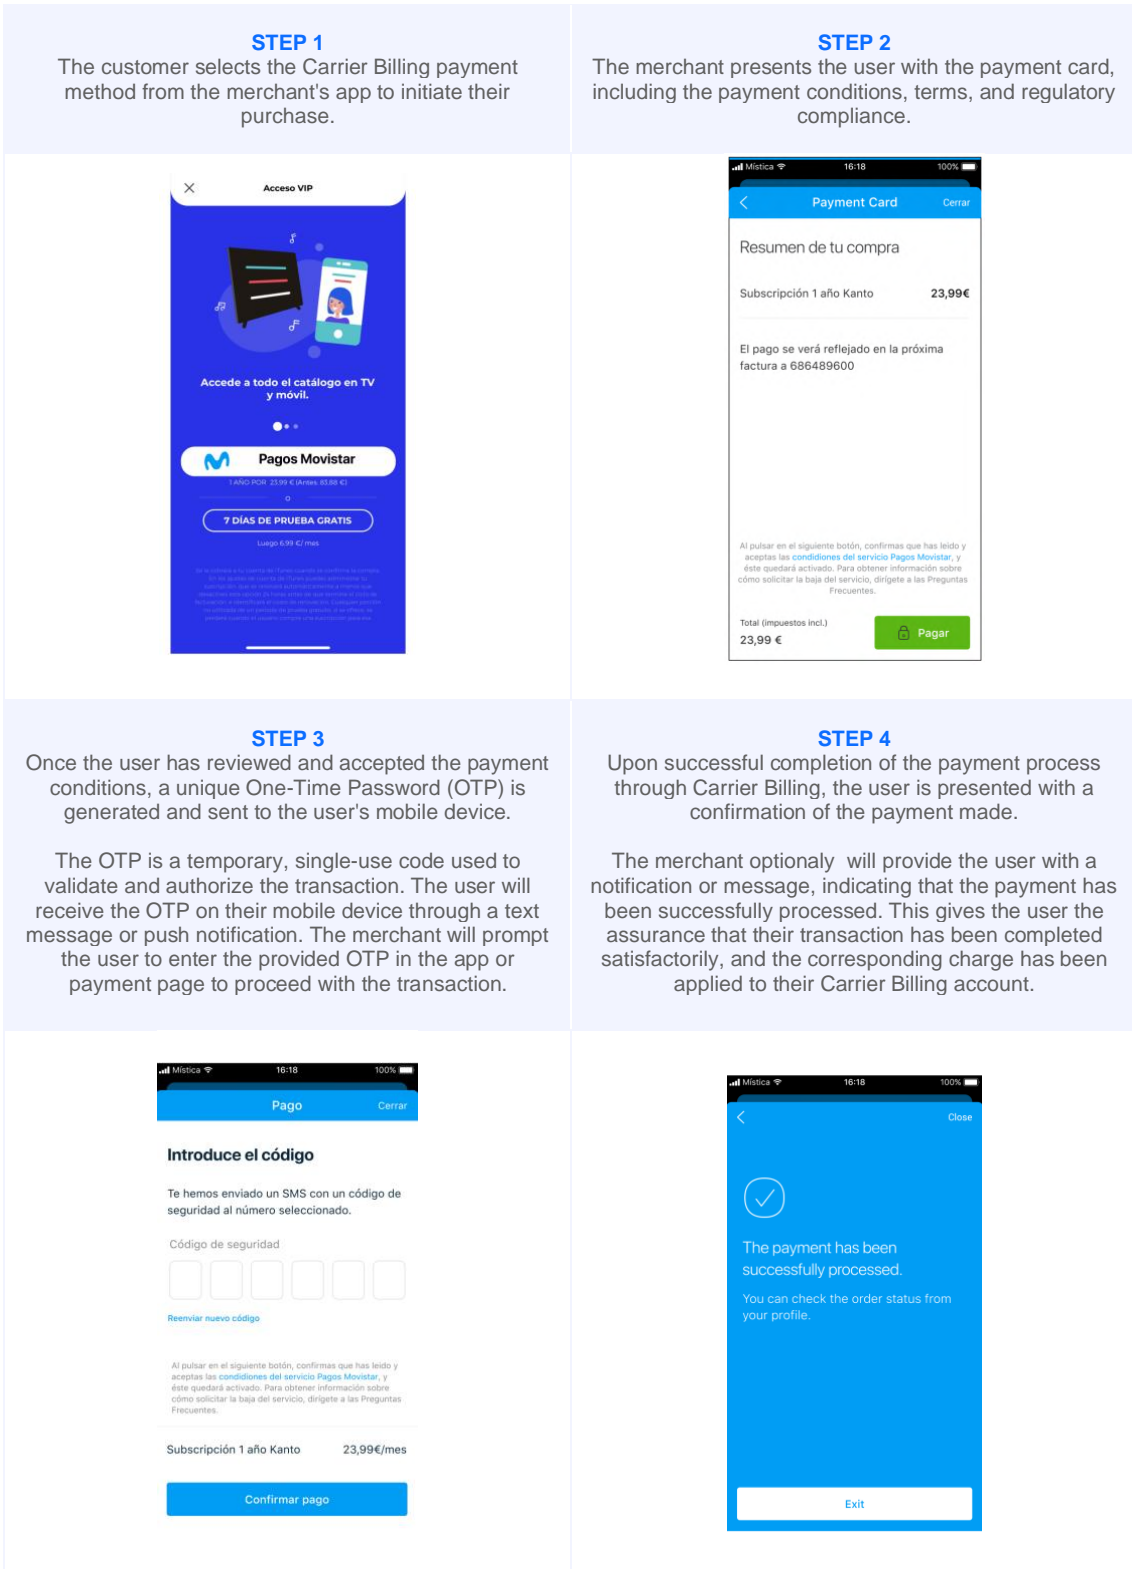 STEP 1
The customer selects the Carrier Billing payment
method from the merchant's app to initiate their
purchase.
STEP 2
The merchant presents the user with the payment card,
including the payment conditions, terms, and regulatory
compliance.
Acceso VIP
Accede a todo el catálogo en TV
y móvil.
Pagos Movistar
1 AÑO POR 23,99 € (Antes: 83,88 €)
o
7 DÍAS DE PRUEBA GRATIS
Luego 6,99 €/ mes
Mística 16:18 100%
Payment Card Cerrar
Resumen de tu compra
Subscripción 1 año Kanto 23,99€
El pago se verá reflejado en la próxima
factura a 686489600
Al pulsar en el siguiente botón, confirmas que has leido y
aceptas las condidiones del servicio Pagos Movistar, y
éste quedará activado. Para obtener información sobre
cómo solicitar la baja del servicio, dirígete a las Preguntas
Frecuentes.
Total (impuestos incl.)
23,99 €
Pagar
STEP 3
Once the user has reviewed and accepted the payment
conditions, a unique One-Time Password (OTP) is
generated and sent to the user's mobile device.
The OTP is a temporary, single-use code used to
validate and authorize the transaction. The user will
receive the OTP on their mobile device through a text
message or push notification. The merchant will prompt
the user to enter the provided OTP in the app or
payment page to proceed with the transaction.
STEP 4
Upon successful completion of the payment process
through Carrier Billing, the user is presented with a
confirmation of the payment made.
The merchant optionaly will provide the user with a
notification or message, indicating that the payment has
been successfully processed. This gives the user the
assurance that their transaction has been completed
satisfactorily, and the corresponding charge has been
applied to their Carrier Billing account.
Mística 16:18 100%
Pago Cerrar
Introduce el código
Te hemos enviado un SMS con un código de
seguridad al número seleccionado.
Código de seguridad
Reenviar nuevo código
Al pulsar en el siguiente botón, confirmas que has leido y
aceptas las condidiones del servicio Pagos Movistar, y
éste quedará activado. Para obtener información sobre
cómo solicitar la baja del servicio, dirígete a las Preguntas
Frecuentes.
Subscripción 1 año Kanto 23,99€/mes
Confirmar pago
Mística 16:18 100%
Close
The payment has been
successfully processed.
You can check the order status from
your profile.
Exit